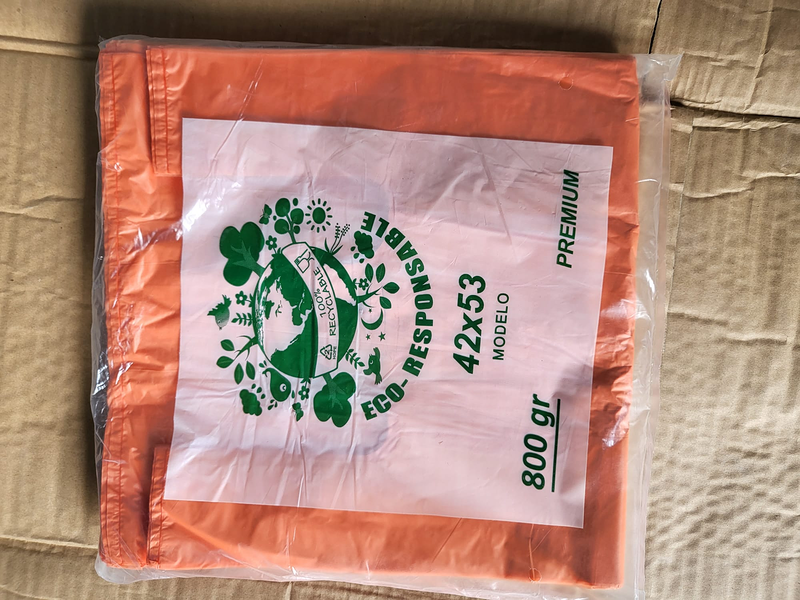 100%
RECYCLABLE
ECO- RESPONSABLE
42x53
MODELO
800 gr
PREMIUM